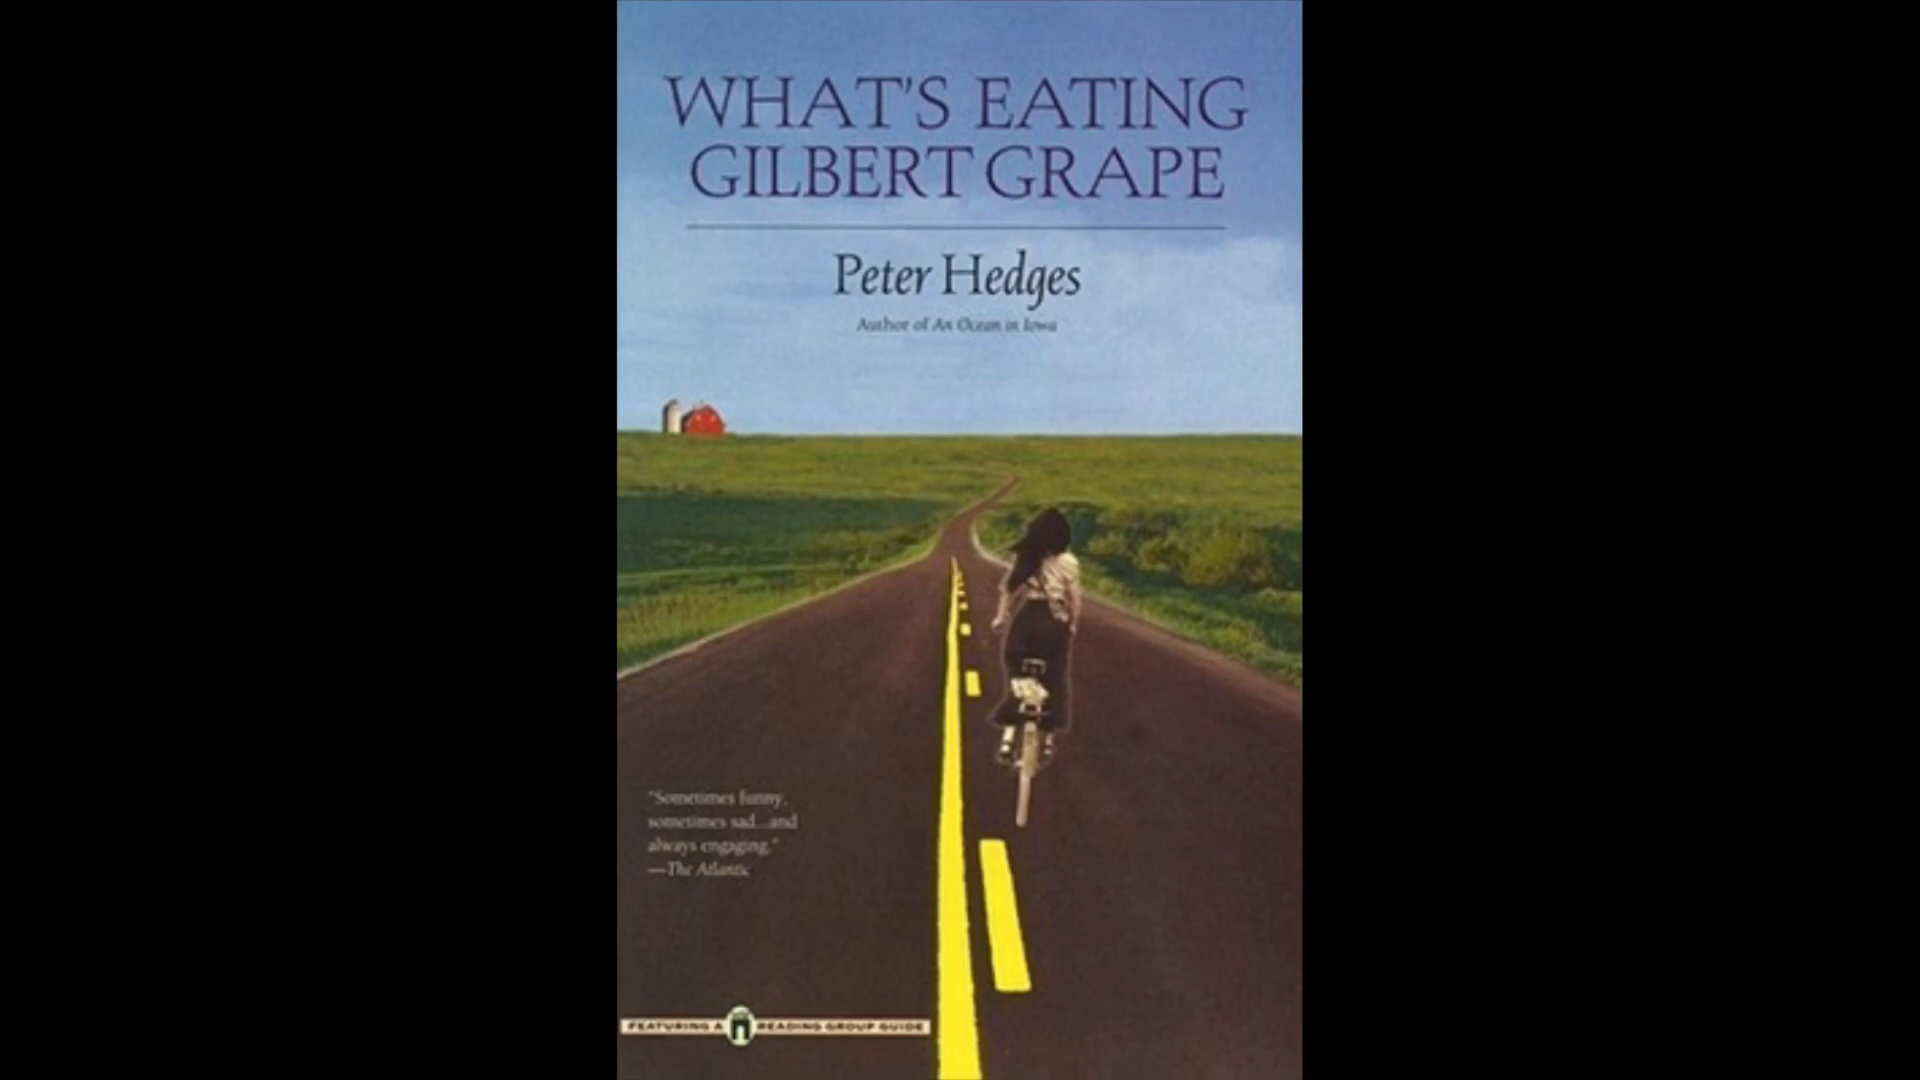 WHAT'S EATING
GILBERT GRAPE
Peter Hedges
Author of An Ocean in Iowa
"Sometimes funny,
sometimes sad...and
always engaging."
—The Atlantic
FEATURING A READING GROUP GUIDE